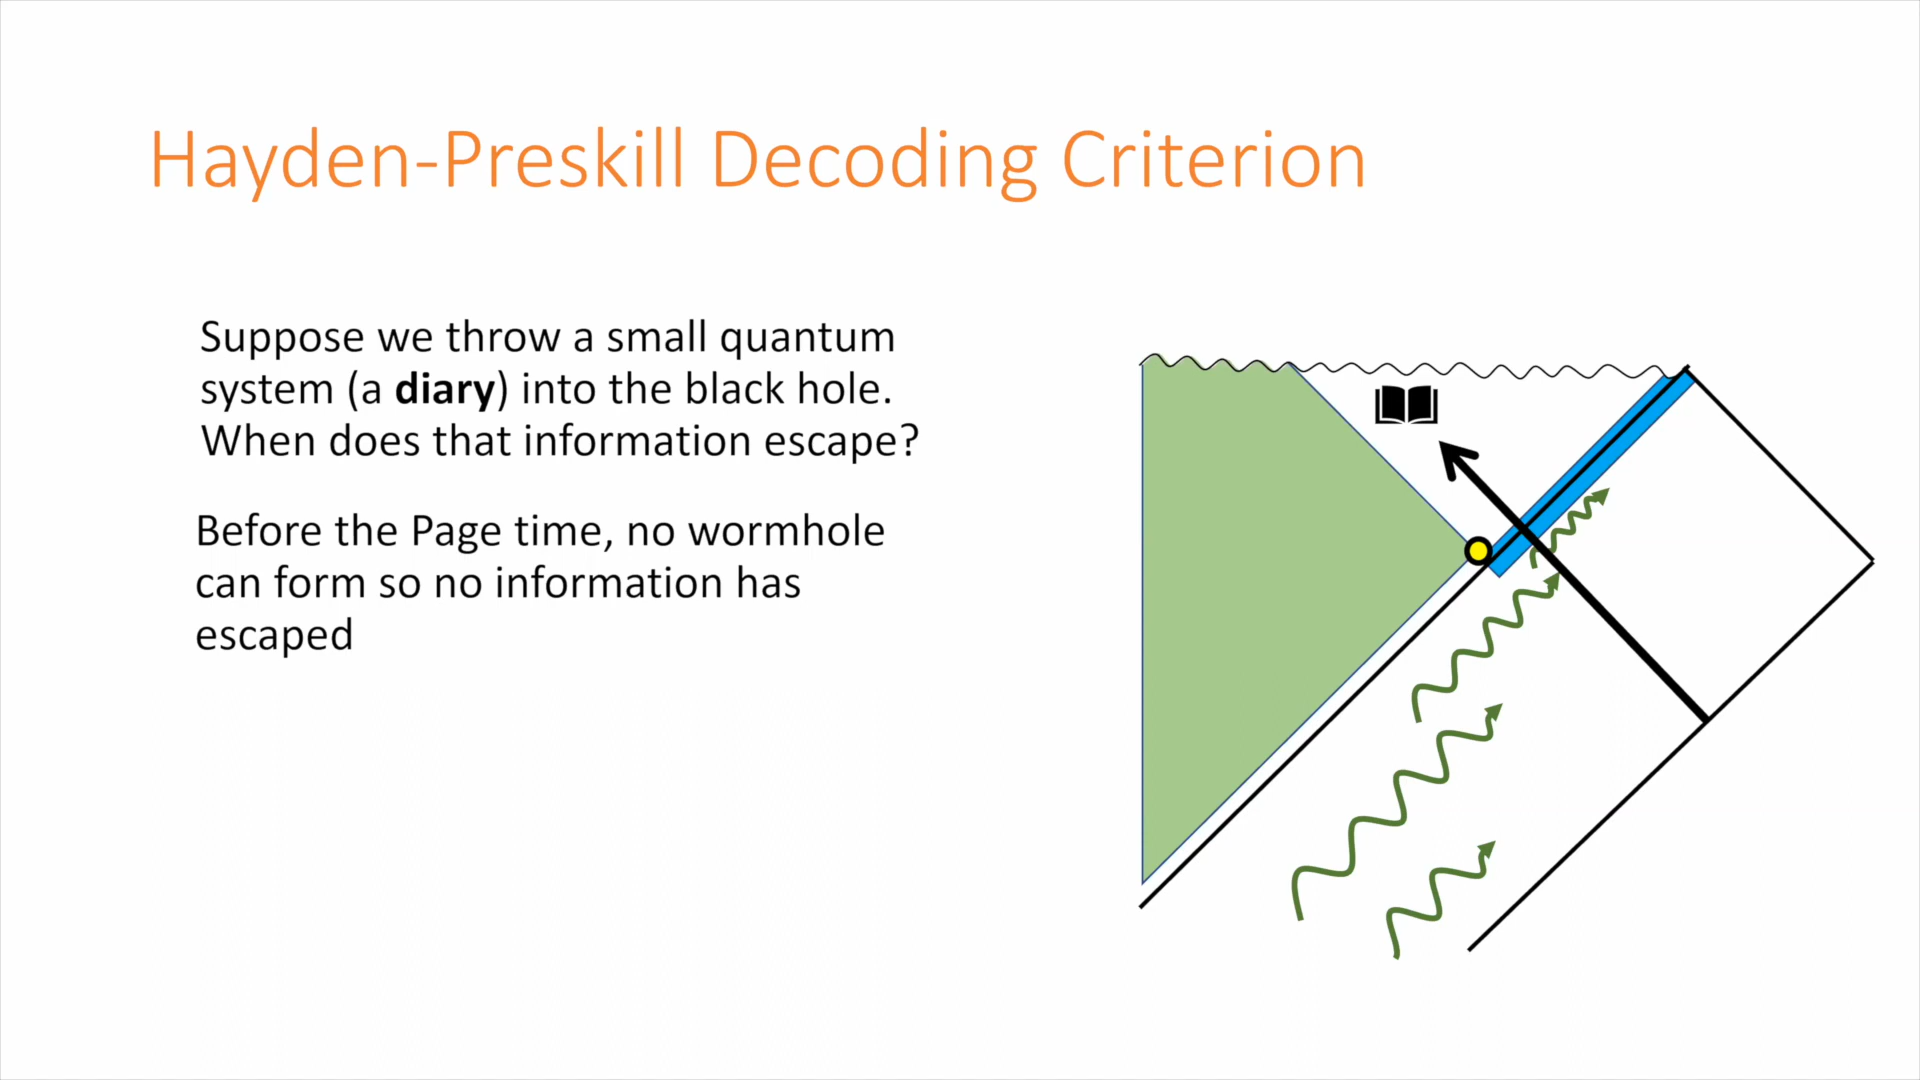 Hayden-Preskill Decoding Criterion
Suppose we throw a small quantum
system (a diary) into the black hole.
When does that information escape?
Before the Page time, no wormhole
can form so no information has
escaped